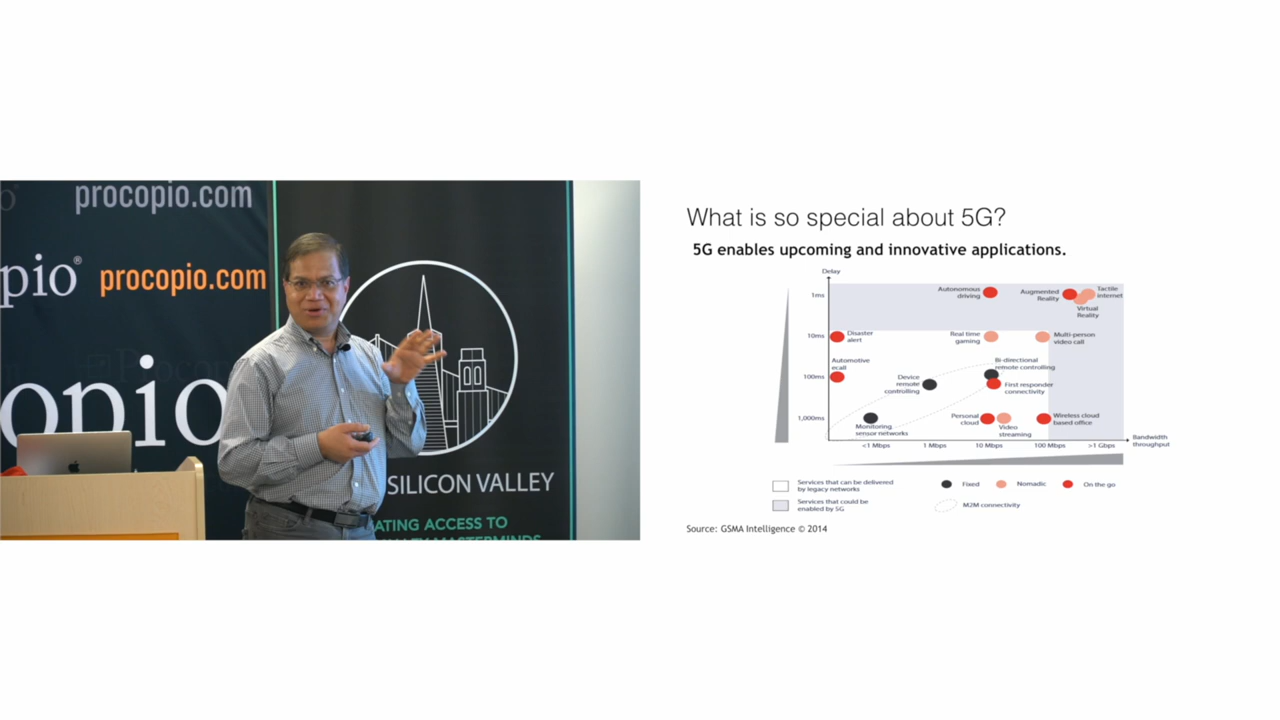 procopio.com
pio® procopio.com
opio
SILICON VALLEY
ATING ACCESS TO
What is so special about 5G?
5G enables upcoming and innovative applications.
Delay
1ms
10ms
100ms
1,000ms
Autonomous
driving
Augmented
Reality
Tactile
internet
Virtual
Reality
Disaster
alert
Real time
gaming
Multi-person
video call
Automotive
ecall
Device
remote
controlling
Bi-directional
remote controlling
First responder
connectivity
Monitoring
sensor networks
Personal
cloud
Video
streaming
Wireless cloud
based office
<1 Mbps 1 Mbps 10 Mbps 100 Mbps >1 Gbps
Bandwidth
throughput
Services that can be delivered
by legacy networks
Services that could be
enabled by 5G
Fixed Nomadic On the go
M2M connectivity
Source: GSMA Intelligence © 2014